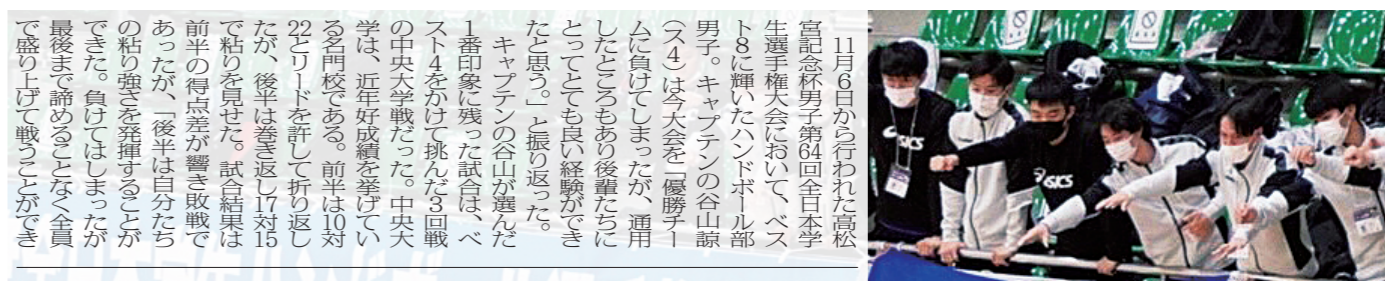 11月6日から行われた高松
宮記念杯男子第64回全日本学
生選手権大会において、ベス
ト8に輝いたハンドボール部
男子。キャプテンの谷山諒
（ス4）は今大会を「優勝チー
ムに負けてしまったが、通用
したところもあり後輩たちに
とってとても良い経験ができ
たと思う。」と振り返った。
キャプテンの谷山が選んだ
1番印象に残った試合は、ベ
スト4をかけて挑んだ3回戦
の中央大学戦だった。中央大
学は、近年好成績を挙げてい
る名門校である。前半は10対
22とリードを許して折り返し
たが、後半は巻き返し17対15
で粘りを見せた。試合結果は
前半の得点差が響き敗戦で
あったが、「後半は自分たち
の粘り強さを発揮することが
できた。負けてはしまったが
最後まで諦めることなく全員
で盛り上げて戦うことができ
asics
asics